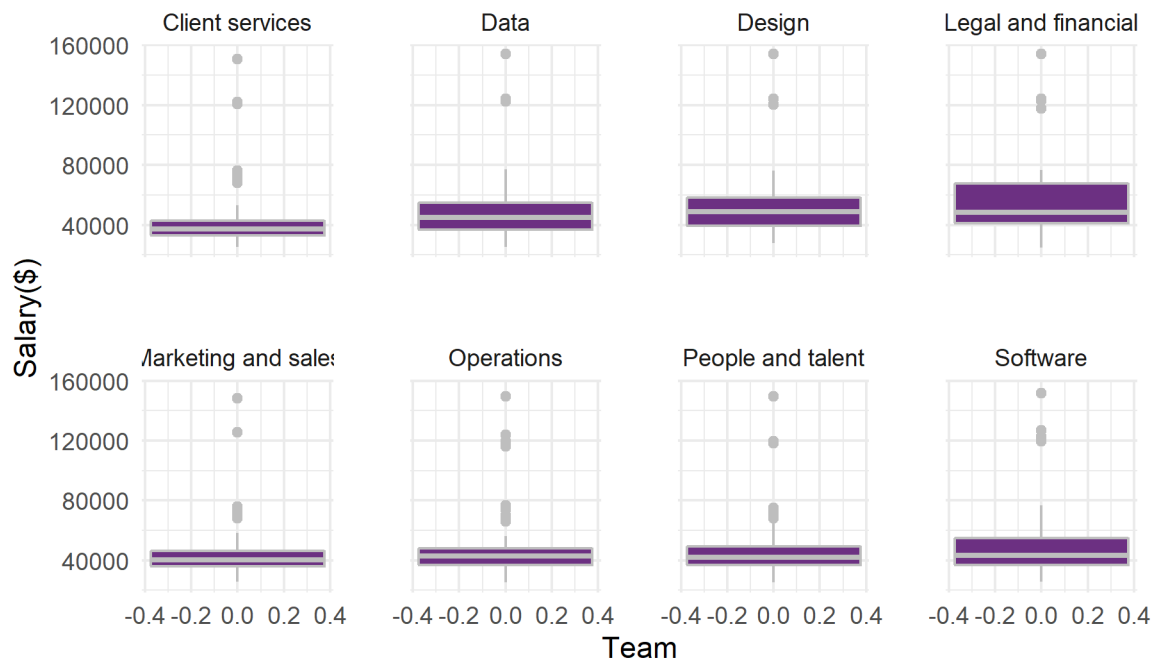 Client services Data Design Legal and financial
160000
120000
80000
40000
Salary($)
Marketing and sales Operations People and talent Software
160000
120000
80000
40000
-0.4 -0.2 0.0 0.2 0.4 -0.4 -0.2 0.0 0.2 0.4 -0.4 -0.2 0.0 0.2 0.4 -0.4 -0.2 0.0 0.2 0.4
Team